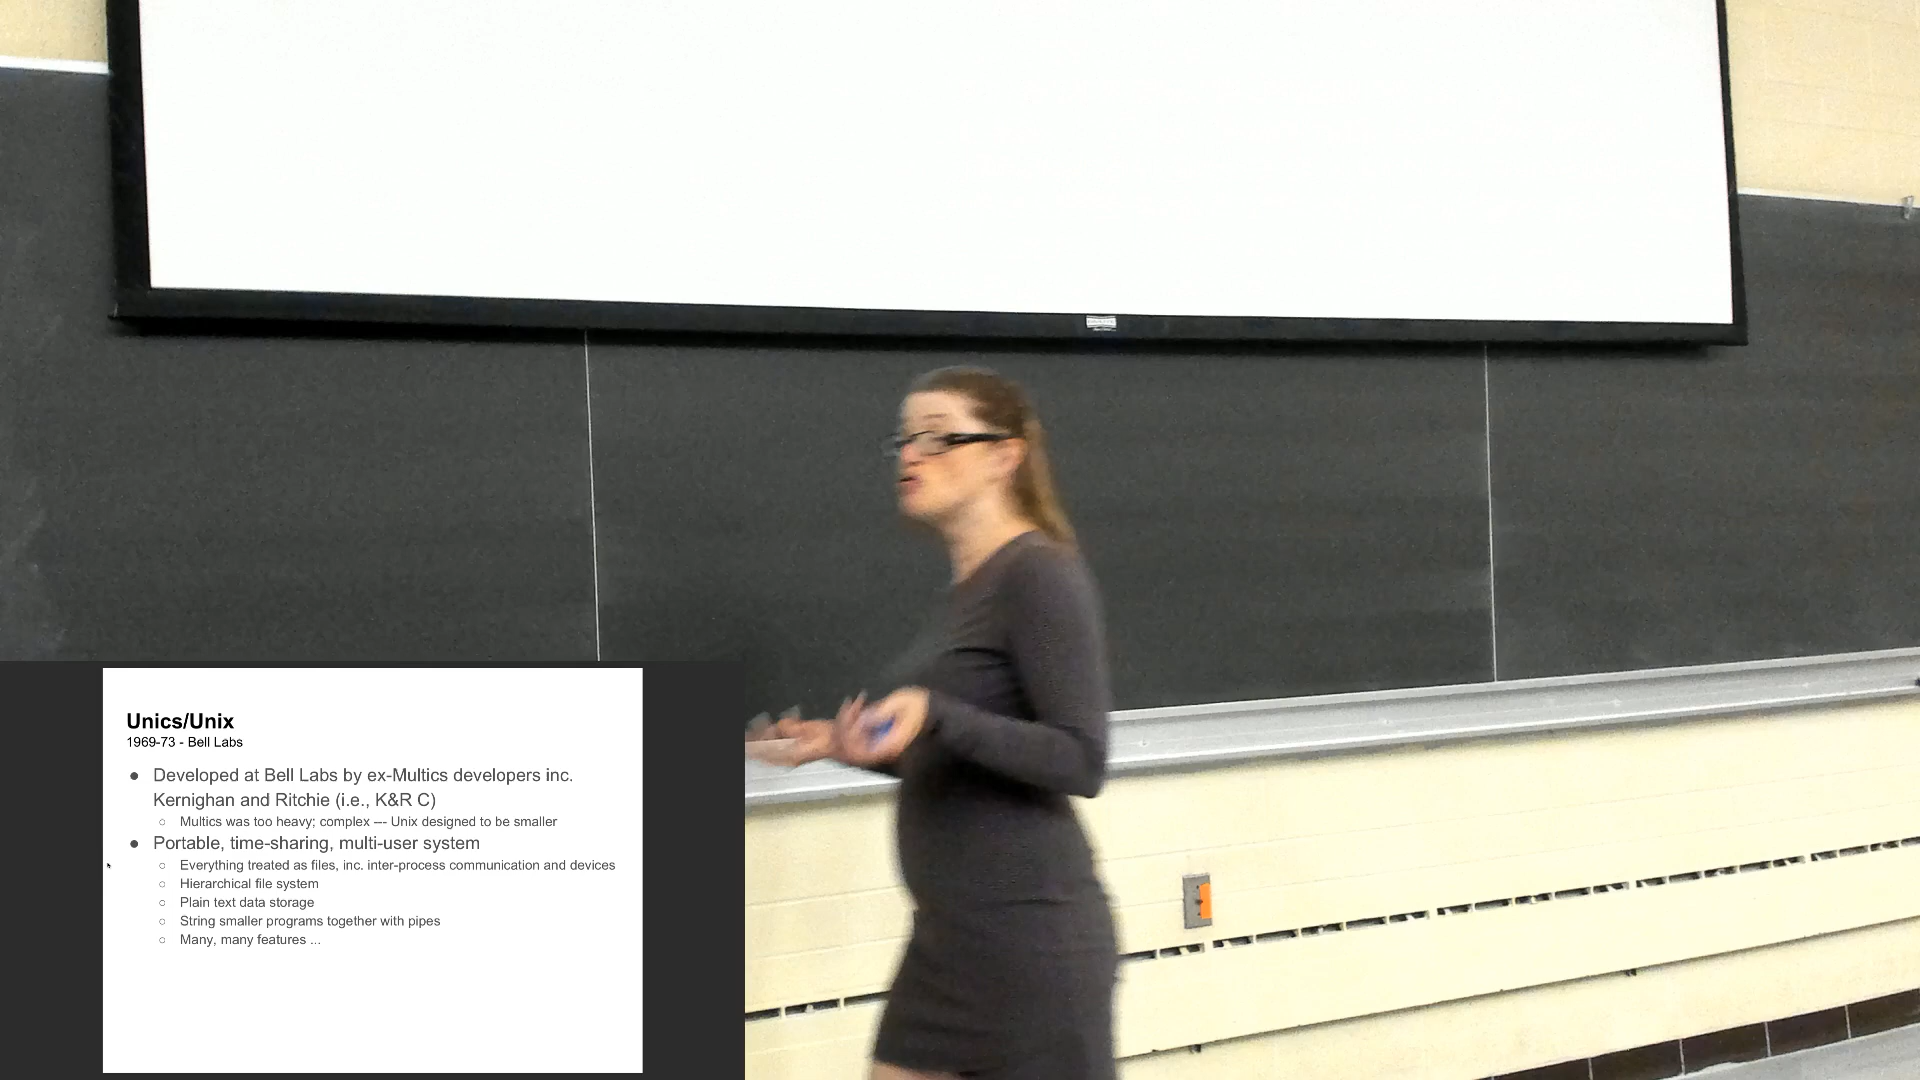 Unics/Unix
1969-73 - Bell Labs
● Developed at Bell Labs by ex-Multics developers inc.
Kernighan and Ritchie (i.e., K&R C)
○ Multics was too heavy; complex --- Unix designed to be smaller
● Portable, time-sharing, multi-user system
○ Everything treated as files, inc. inter-process communication and devices
○ Hierarchical file system
○ Plain text data storage
○ String smaller programs together with pipes
○ Many, many features ...